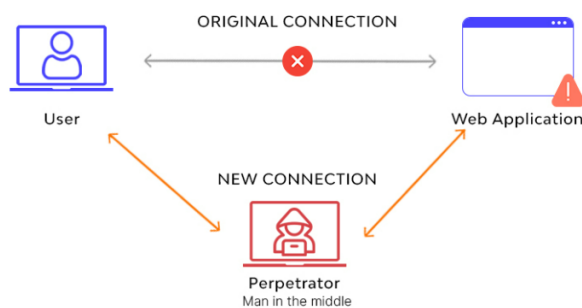 ORIGINAL CONNECTION
User
Web Application
NEW CONNECTION
Perpetrator
Man in the middle